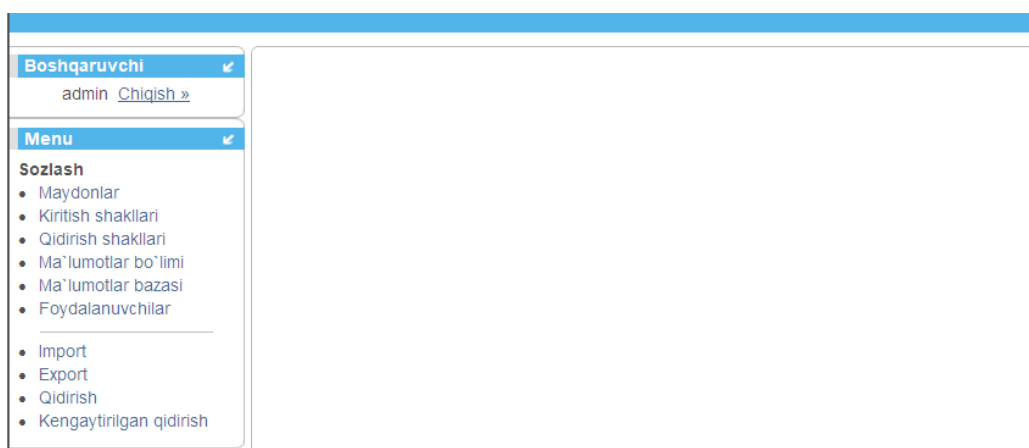 Boshqaruvchi
admin Chiqish »
Menu
Sozlash
Maydonlar
Kiritish shakllari
Qidirish shakllari
Ma`lumotlar bo`limi
Ma`lumotlar bazasi
Foydalanuvchilar
Import
Export
Qidirish
Kengaytirilgan qidirish